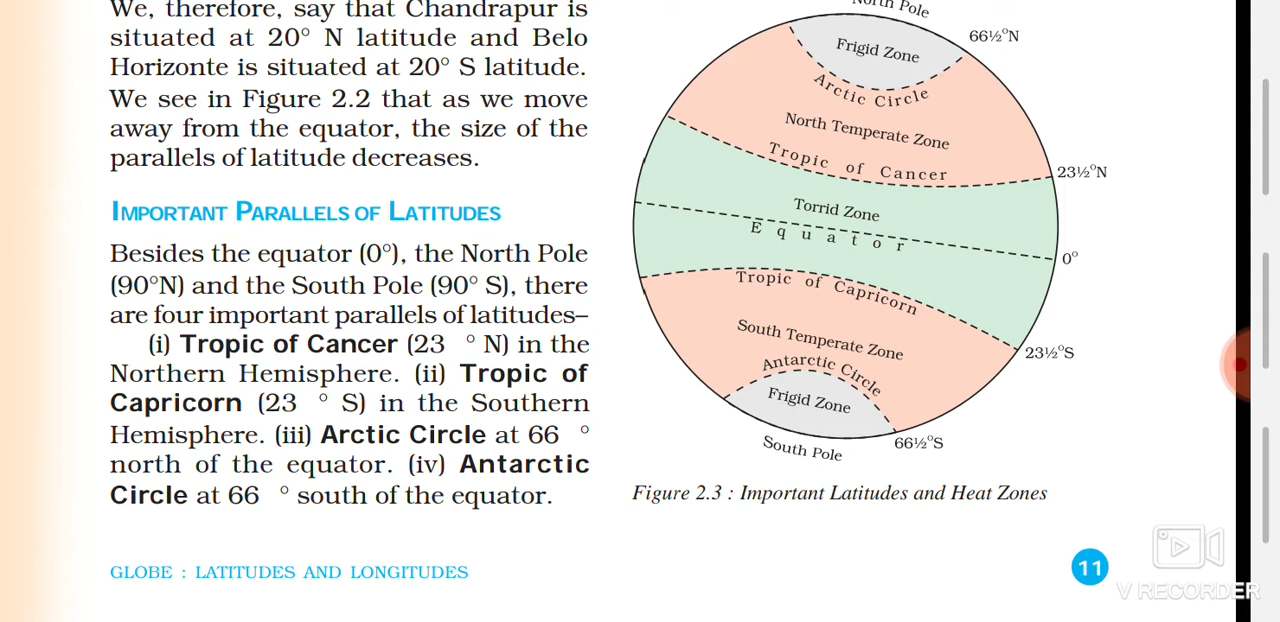 We, therefore, say that Chandrapur is
situated at 20° N latitude and Belo
Horizonte is situated at 20° S latitude.
We see in Figure 2.2 that as we move
away from the equator, the size of the
parallels of latitude decreases.
IMPORTANT PARALLELS OF LATITUDES
Besides the equator (0°), the North Pole
(90°N) and the South Pole (90° S), there
are four important parallels of latitudes–
(i) Tropic of Cancer (23 ° N) in the
Northern Hemisphere. (ii) Tropic of
Capricorn (23 ° S) in the Southern
Hemisphere. (iii) Arctic Circle at 66 °
north of the equator. (iv) Antarctic
Circle at 66 ° south of the equator.
North Pole
66½°N
Frigid Zone
Arctic Circle
North Temperate Zone
Tropic of Cancer
23½°N
Torrid Zone
Equator
0°
Tropic of Capricorn
South Temperate Zone
23½°S
Antarctic Circle
Frigid Zone
66½°S
South Pole
Figure 2.3 : Important Latitudes and Heat Zones
GLOBE : LATITUDES AND LONGITUDES
11
V RECORDER